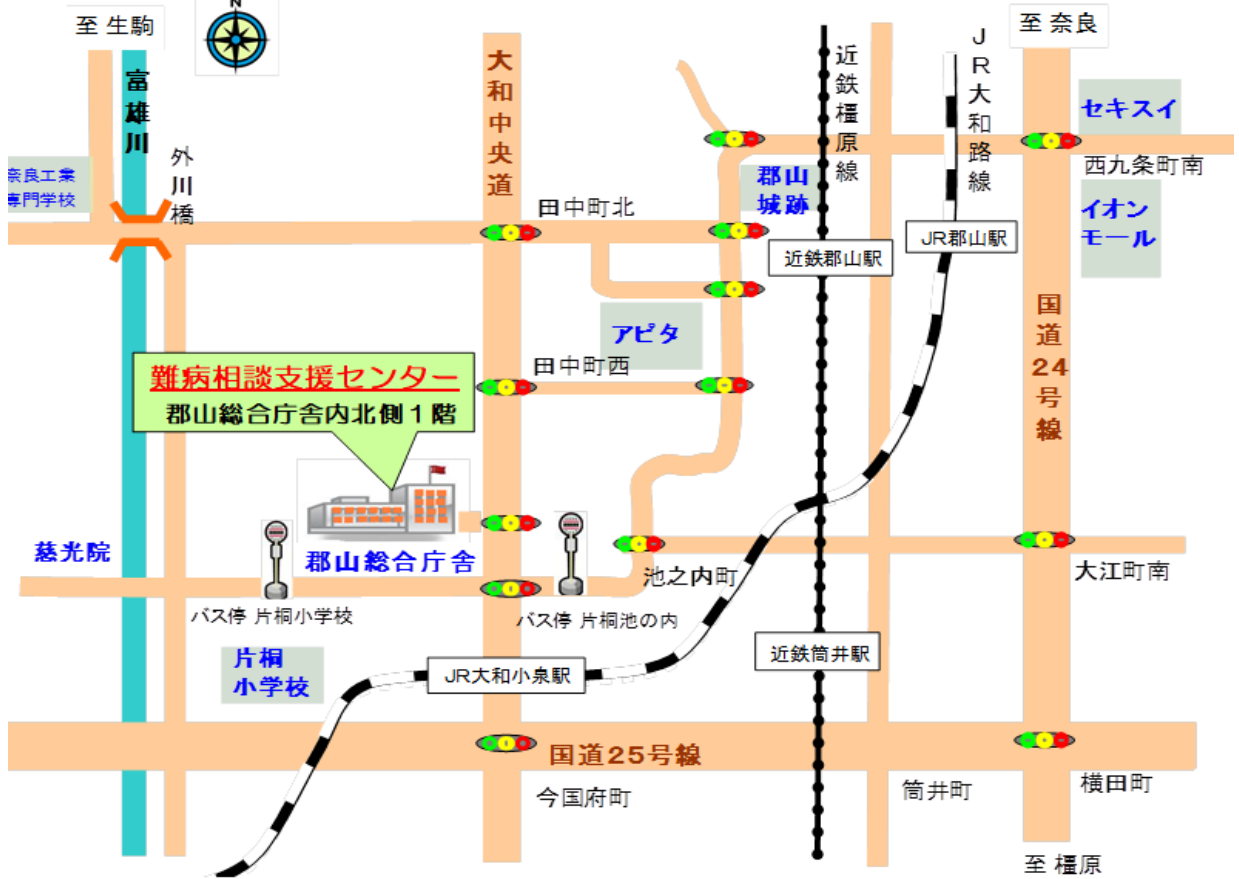 至 生駒
N
至 奈良
富雄川
大和中央道
近鉄橿原線
JR大和路線
セキスイ
外川橋
奈良工業
専門学校
西九条町南
郡山
城跡
田中町北
イオン
モール
JR郡山駅
近鉄郡山駅
国道24号線
アピタ
田中町西
難病相談支援センター
郡山総合庁舎内北側1階
慈光院
郡山総合庁舎
池之内町
大江町南
バス停 片桐小学校
バス停 片桐池の内
片桐
小学校
近鉄筒井駅
JR大和小泉駅
国道25号線
今国府町
筒井町
横田町
至 橿原